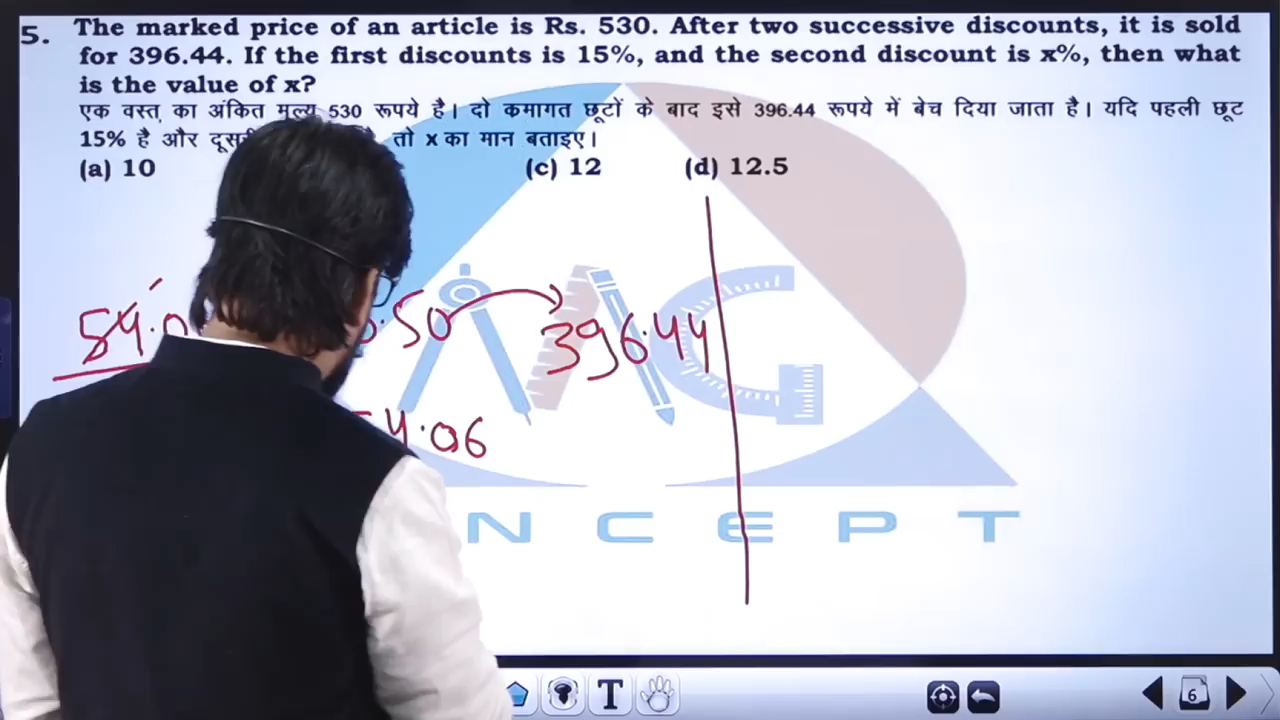 5. The marked price of an article is Rs. 530. After two successive discounts, it is sold
for 396.44. If the first discounts is 15%, and the second discount is x%, then what
is the value of x?
एक वस्तु का अंकित मूल्य 530 रूपये है। दो कमागत छूटों के बाद इसे 396.44 रूपये में बेच दिया जाता है। यदि पहली छूट
15% है और तो x का मान बताइए।
(a) 10 (c) 12 (d) 12.5
.50 396.44
4.06
NCEPT
T
6